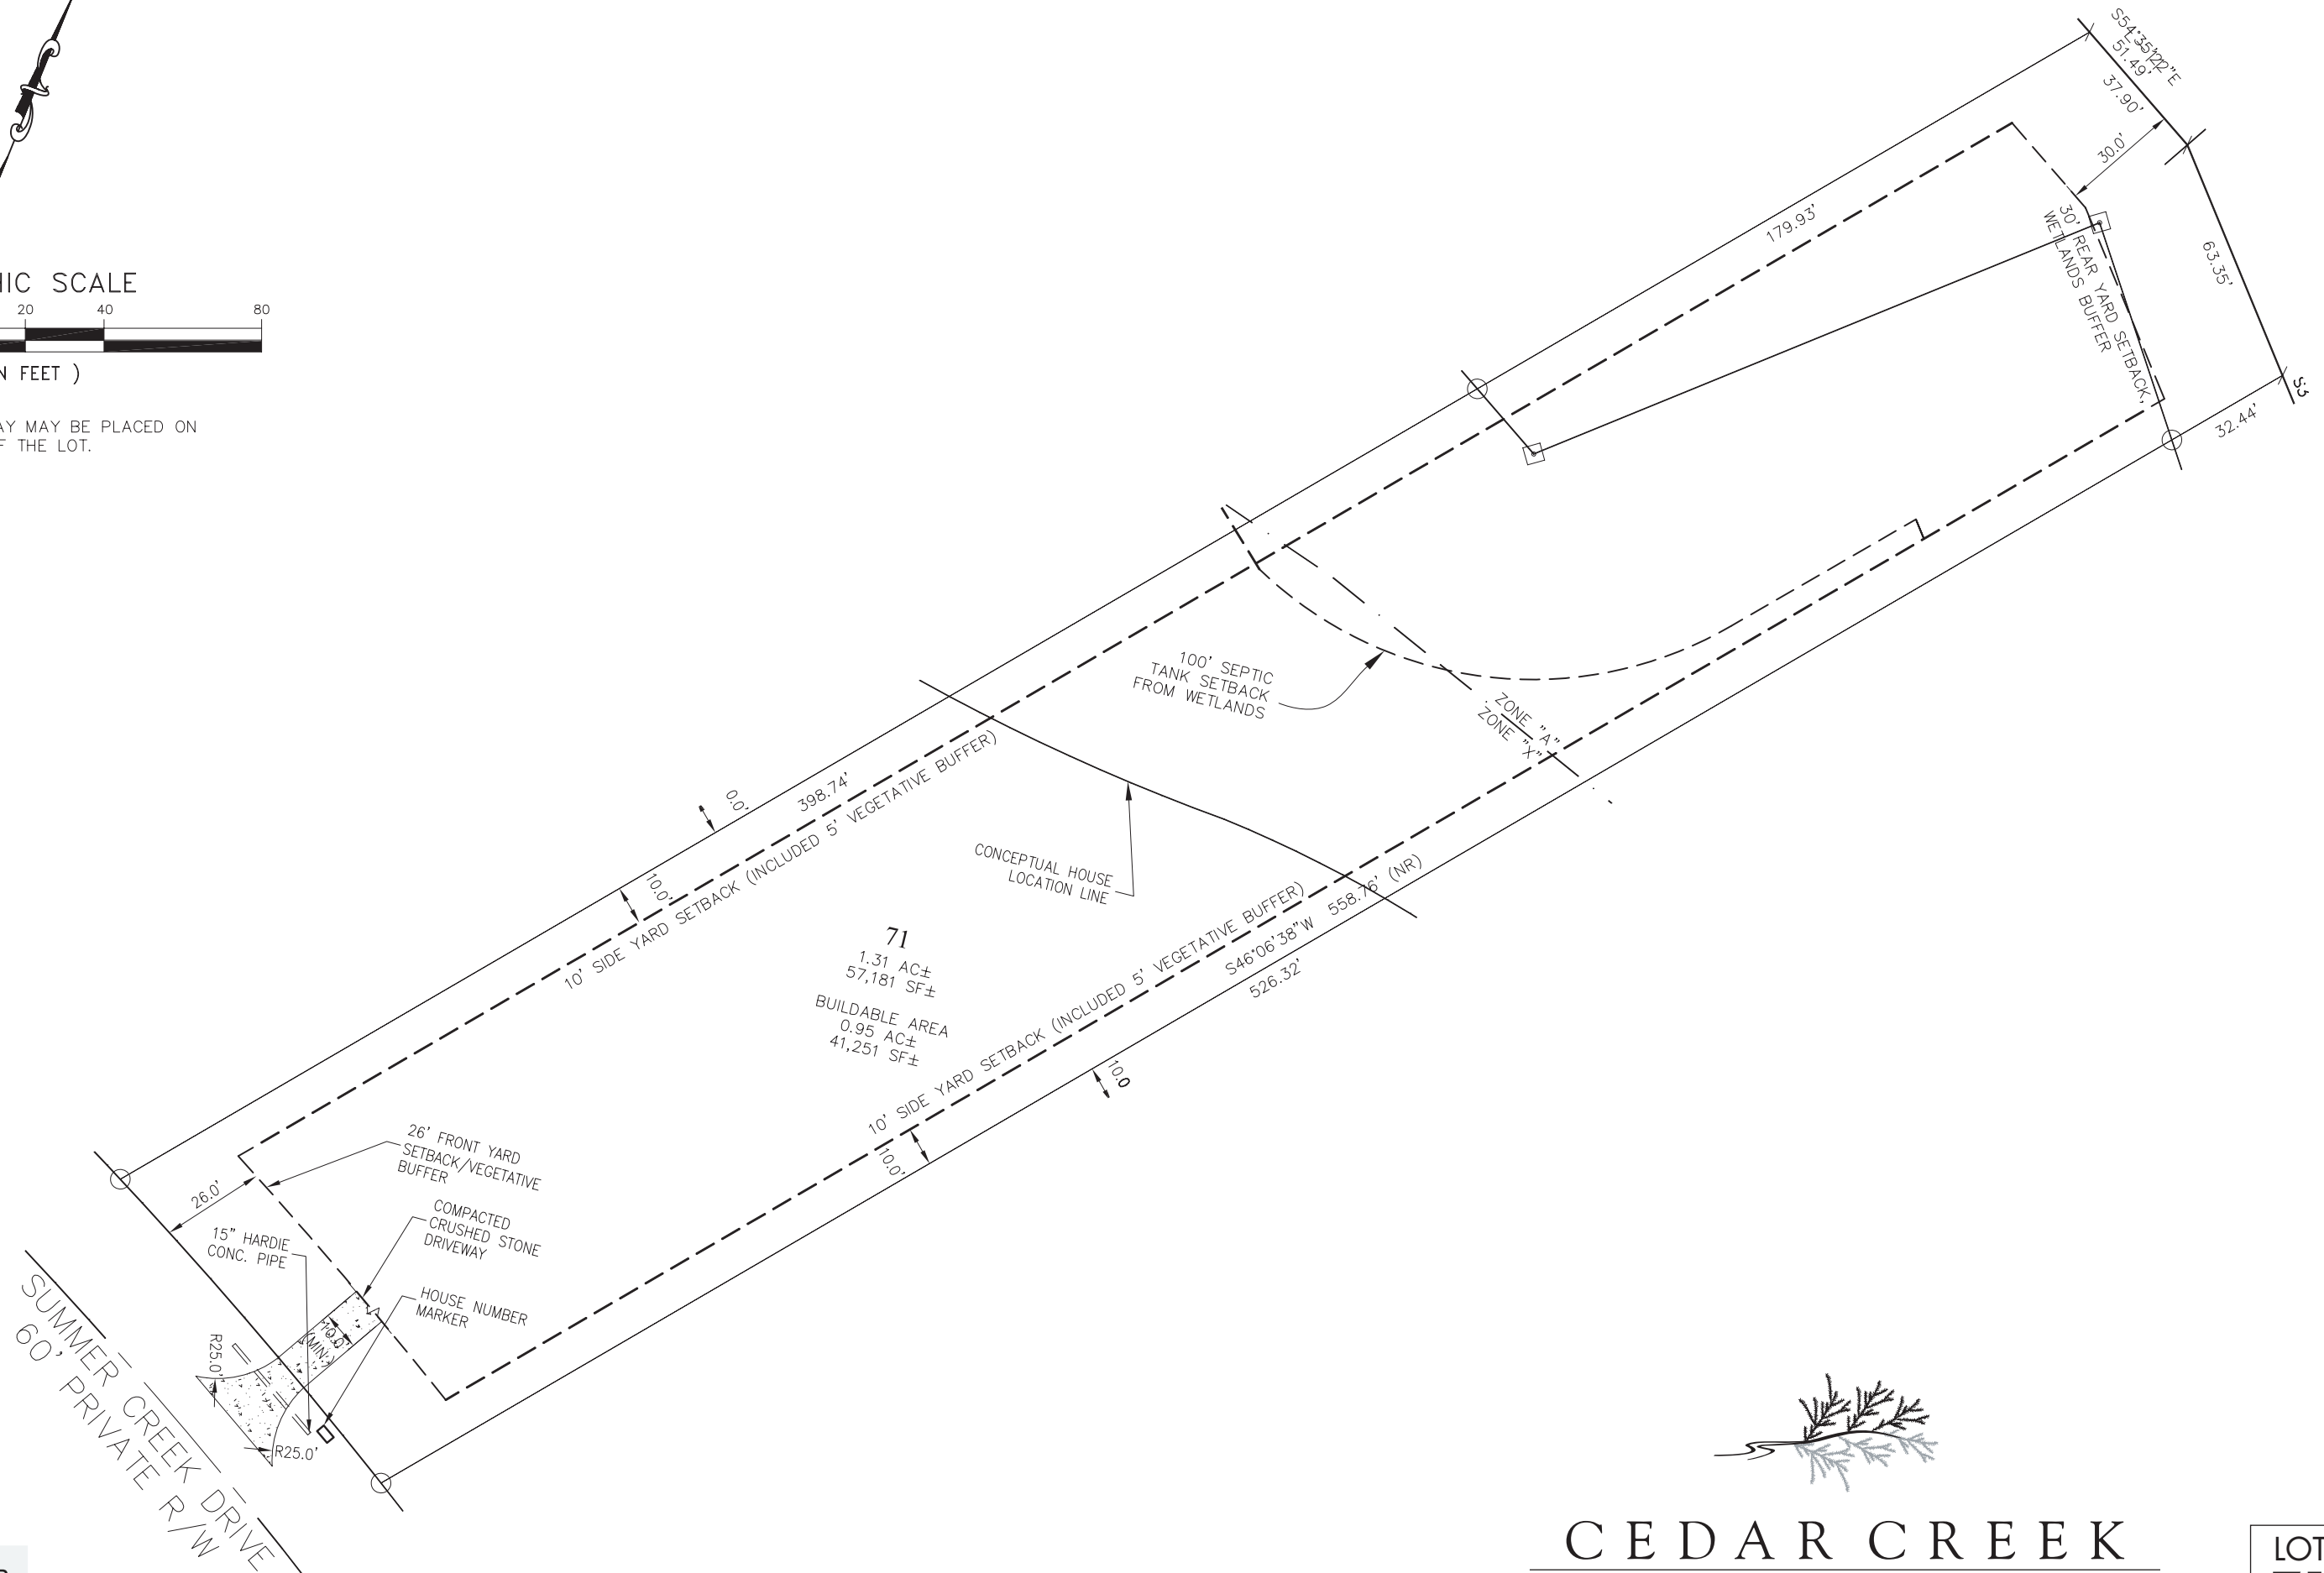 S54°35'22"E
51.49'
37.90'
30.0'
63.35'
32.44'
179.93'
30' REAR YARD SETBACK,
WETLANDS BUFFER
SCALE
20 40 80
FEET )
MAY BE PLACED ON
THE LOT.
100' SEPTIC
TANK SETBACK
FROM WETLANDS
ZONE "A"
ZONE "X"
0.0'
398.74'
10.0'
10' SIDE YARD SETBACK (INCLUDED 5' VEGETATIVE BUFFER)
CONCEPTUAL HOUSE
LOCATION LINE
71
1.31 AC±
57,181 SF±
BUILDABLE AREA
0.95 AC±
41,251 SF±
10' SIDE YARD SETBACK (INCLUDED 5' VEGETATIVE BUFFER)
S46°06'38"W 558.76' (NR)
526.32'
10.0
10.0'
26' FRONT YARD
SETBACK/VEGETATIVE
BUFFER
26.0'
COMPACTED
CRUSHED STONE
DRIVEWAY
15" HARDIE
CONC. PIPE
HOUSE NUMBER
MARKER
10.0'
(MIN.)
R25.0'
R25.0'
SUMMER CREEK DRIVE
60' PRIVATE R/W
CEDAR CREEK
LOT